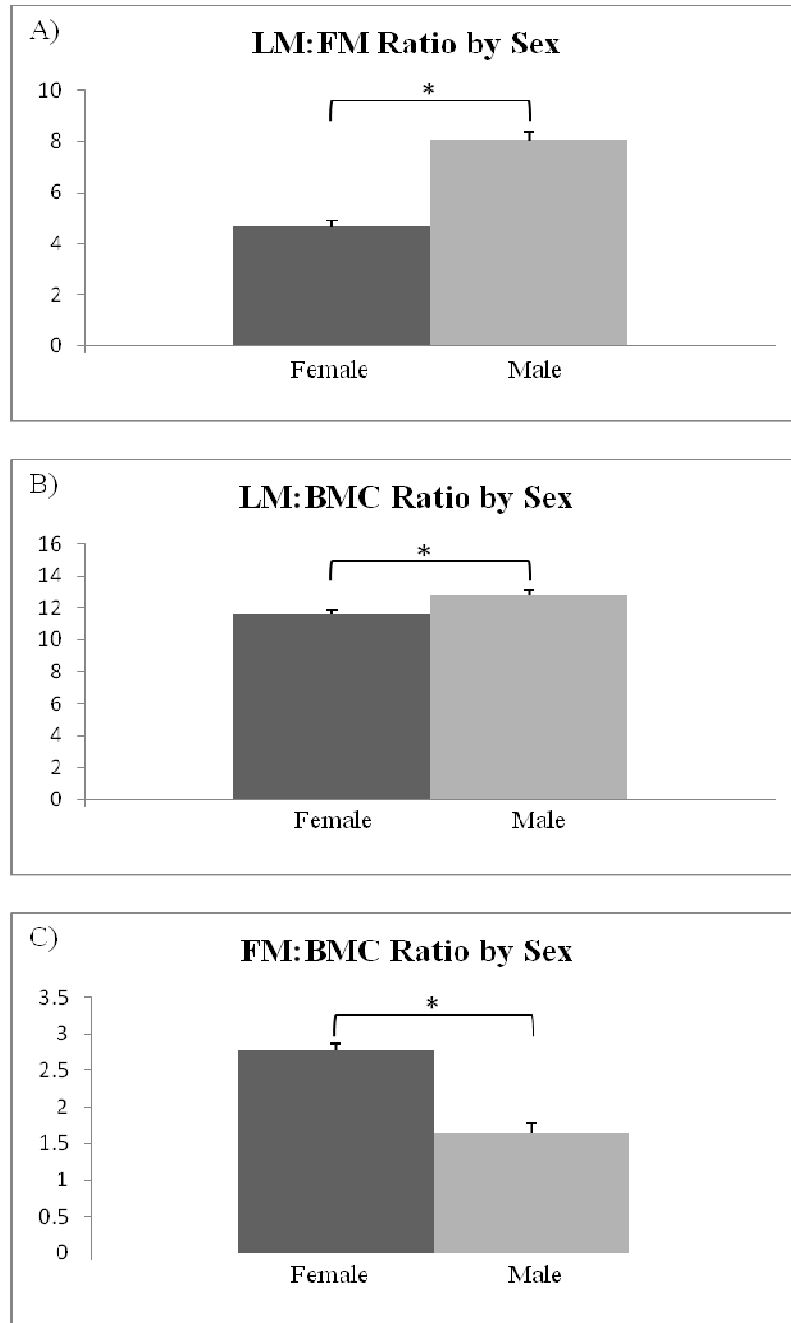 A)
LM:FM Ratio by Sex
10
*
8
6
4
2
0
Female Male
B)
LM:BMC Ratio by Sex
16
*
14
12
10
8
6
4
2
0
Female Male
C)
FM:BMC Ratio by Sex
3.5
*
3
2.5
2
1.5
1
0.5
0
Female Male